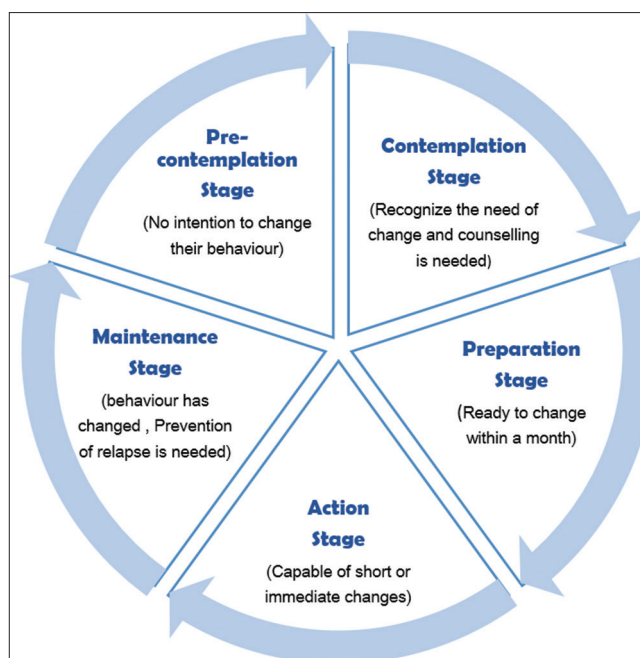 Pre-
contemplation
Stage
(No intention to change
their behaviour)
Contemplation
Stage
(Recognize the need of
change and counselling
is needed)
Preparation
Stage
(Ready to change
within a month)
Action
Stage
(Capable of short or
immediate changes)
Maintenance
Stage
(behaviour has
changed , Prevention
of relapse is needed)